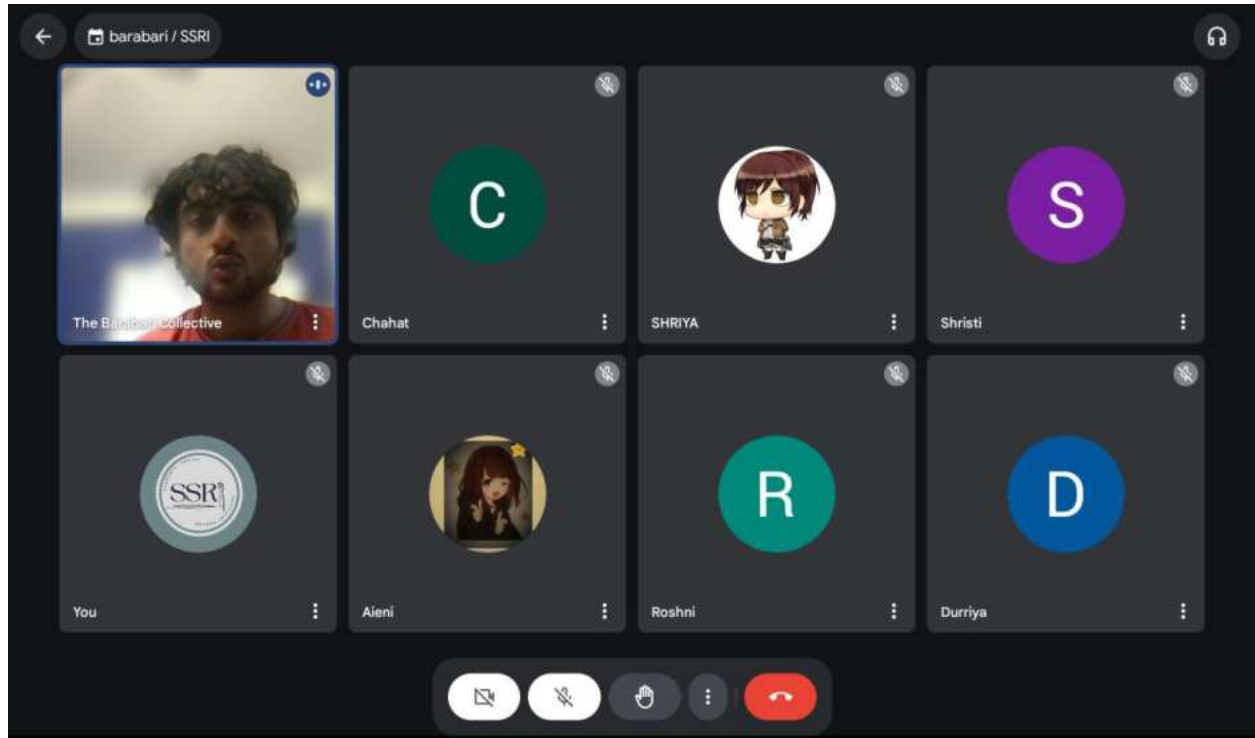 barabari / SSRI
C
S
The Barabari Collective
Chahat
SHRIYA
Shristi
SSRI
R
D
You
Aieni
Roshni
Durriya